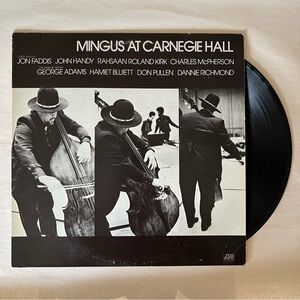 MINGUS AT CARNEGIE HALL
JON FADDIS JOHN HANDY RAHSAAN ROLAND KIRK CHARLES McPHERSON
GEORGE ADAMS HAMIET BLUIETT DON PULLEN DANNIE RICHMOND